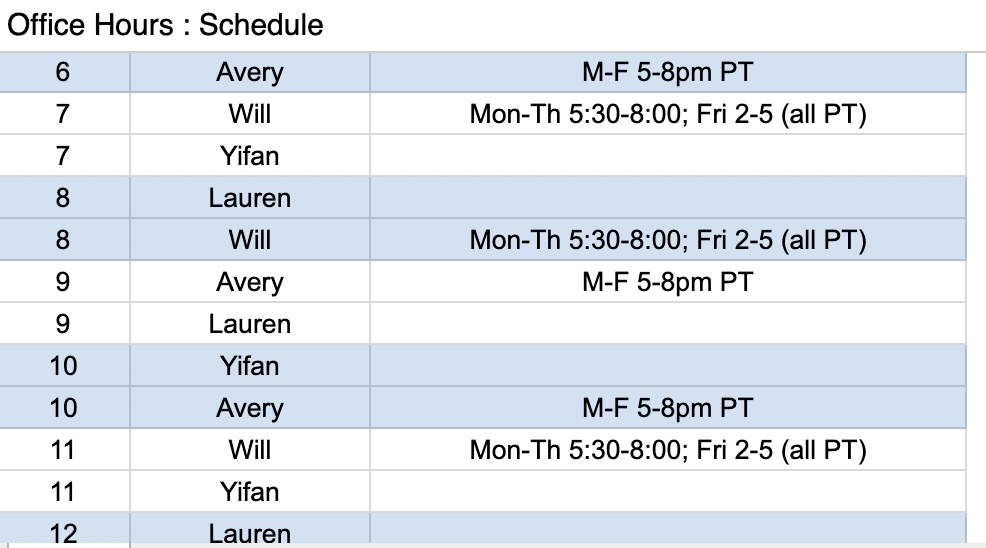 Office Hours : Schedule
6 Avery M-F 5-8pm PT
7 Will Mon-Th 5:30-8:00; Fri 2-5 (all PT)
7 Yifan
8 Lauren
8 Will Mon-Th 5:30-8:00; Fri 2-5 (all PT)
9 Avery M-F 5-8pm PT
9 Lauren
10 Yifan
10 Avery M-F 5-8pm PT
11 Will Mon-Th 5:30-8:00; Fri 2-5 (all PT)
11 Yifan
12 Lauren